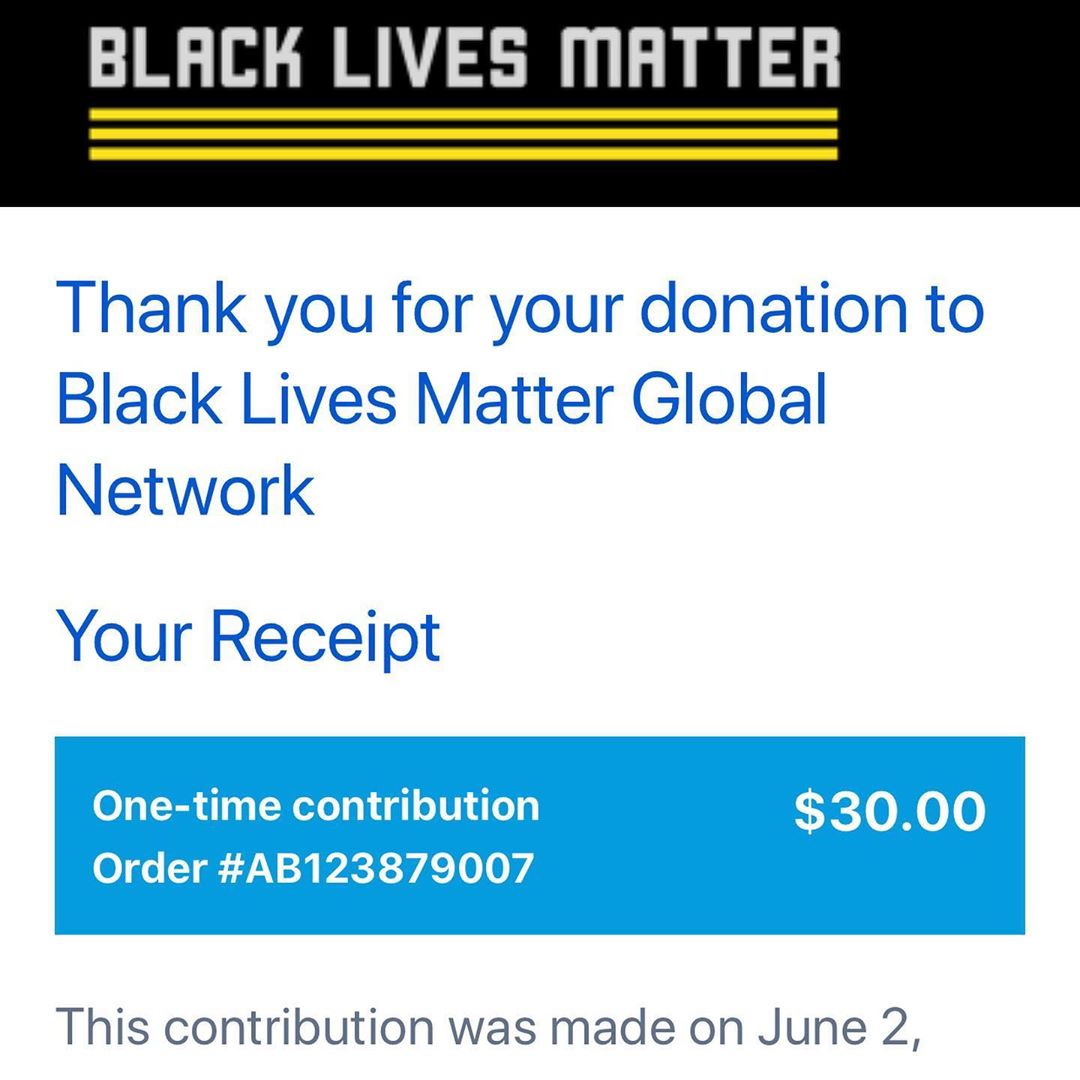 BLACK LIVES MATTER
Thank you for your donation to
Black Lives Matter Global
Network
Your Receipt
One-time contribution
$30.00
Order #AB123879007
This contribution was made on June 2,